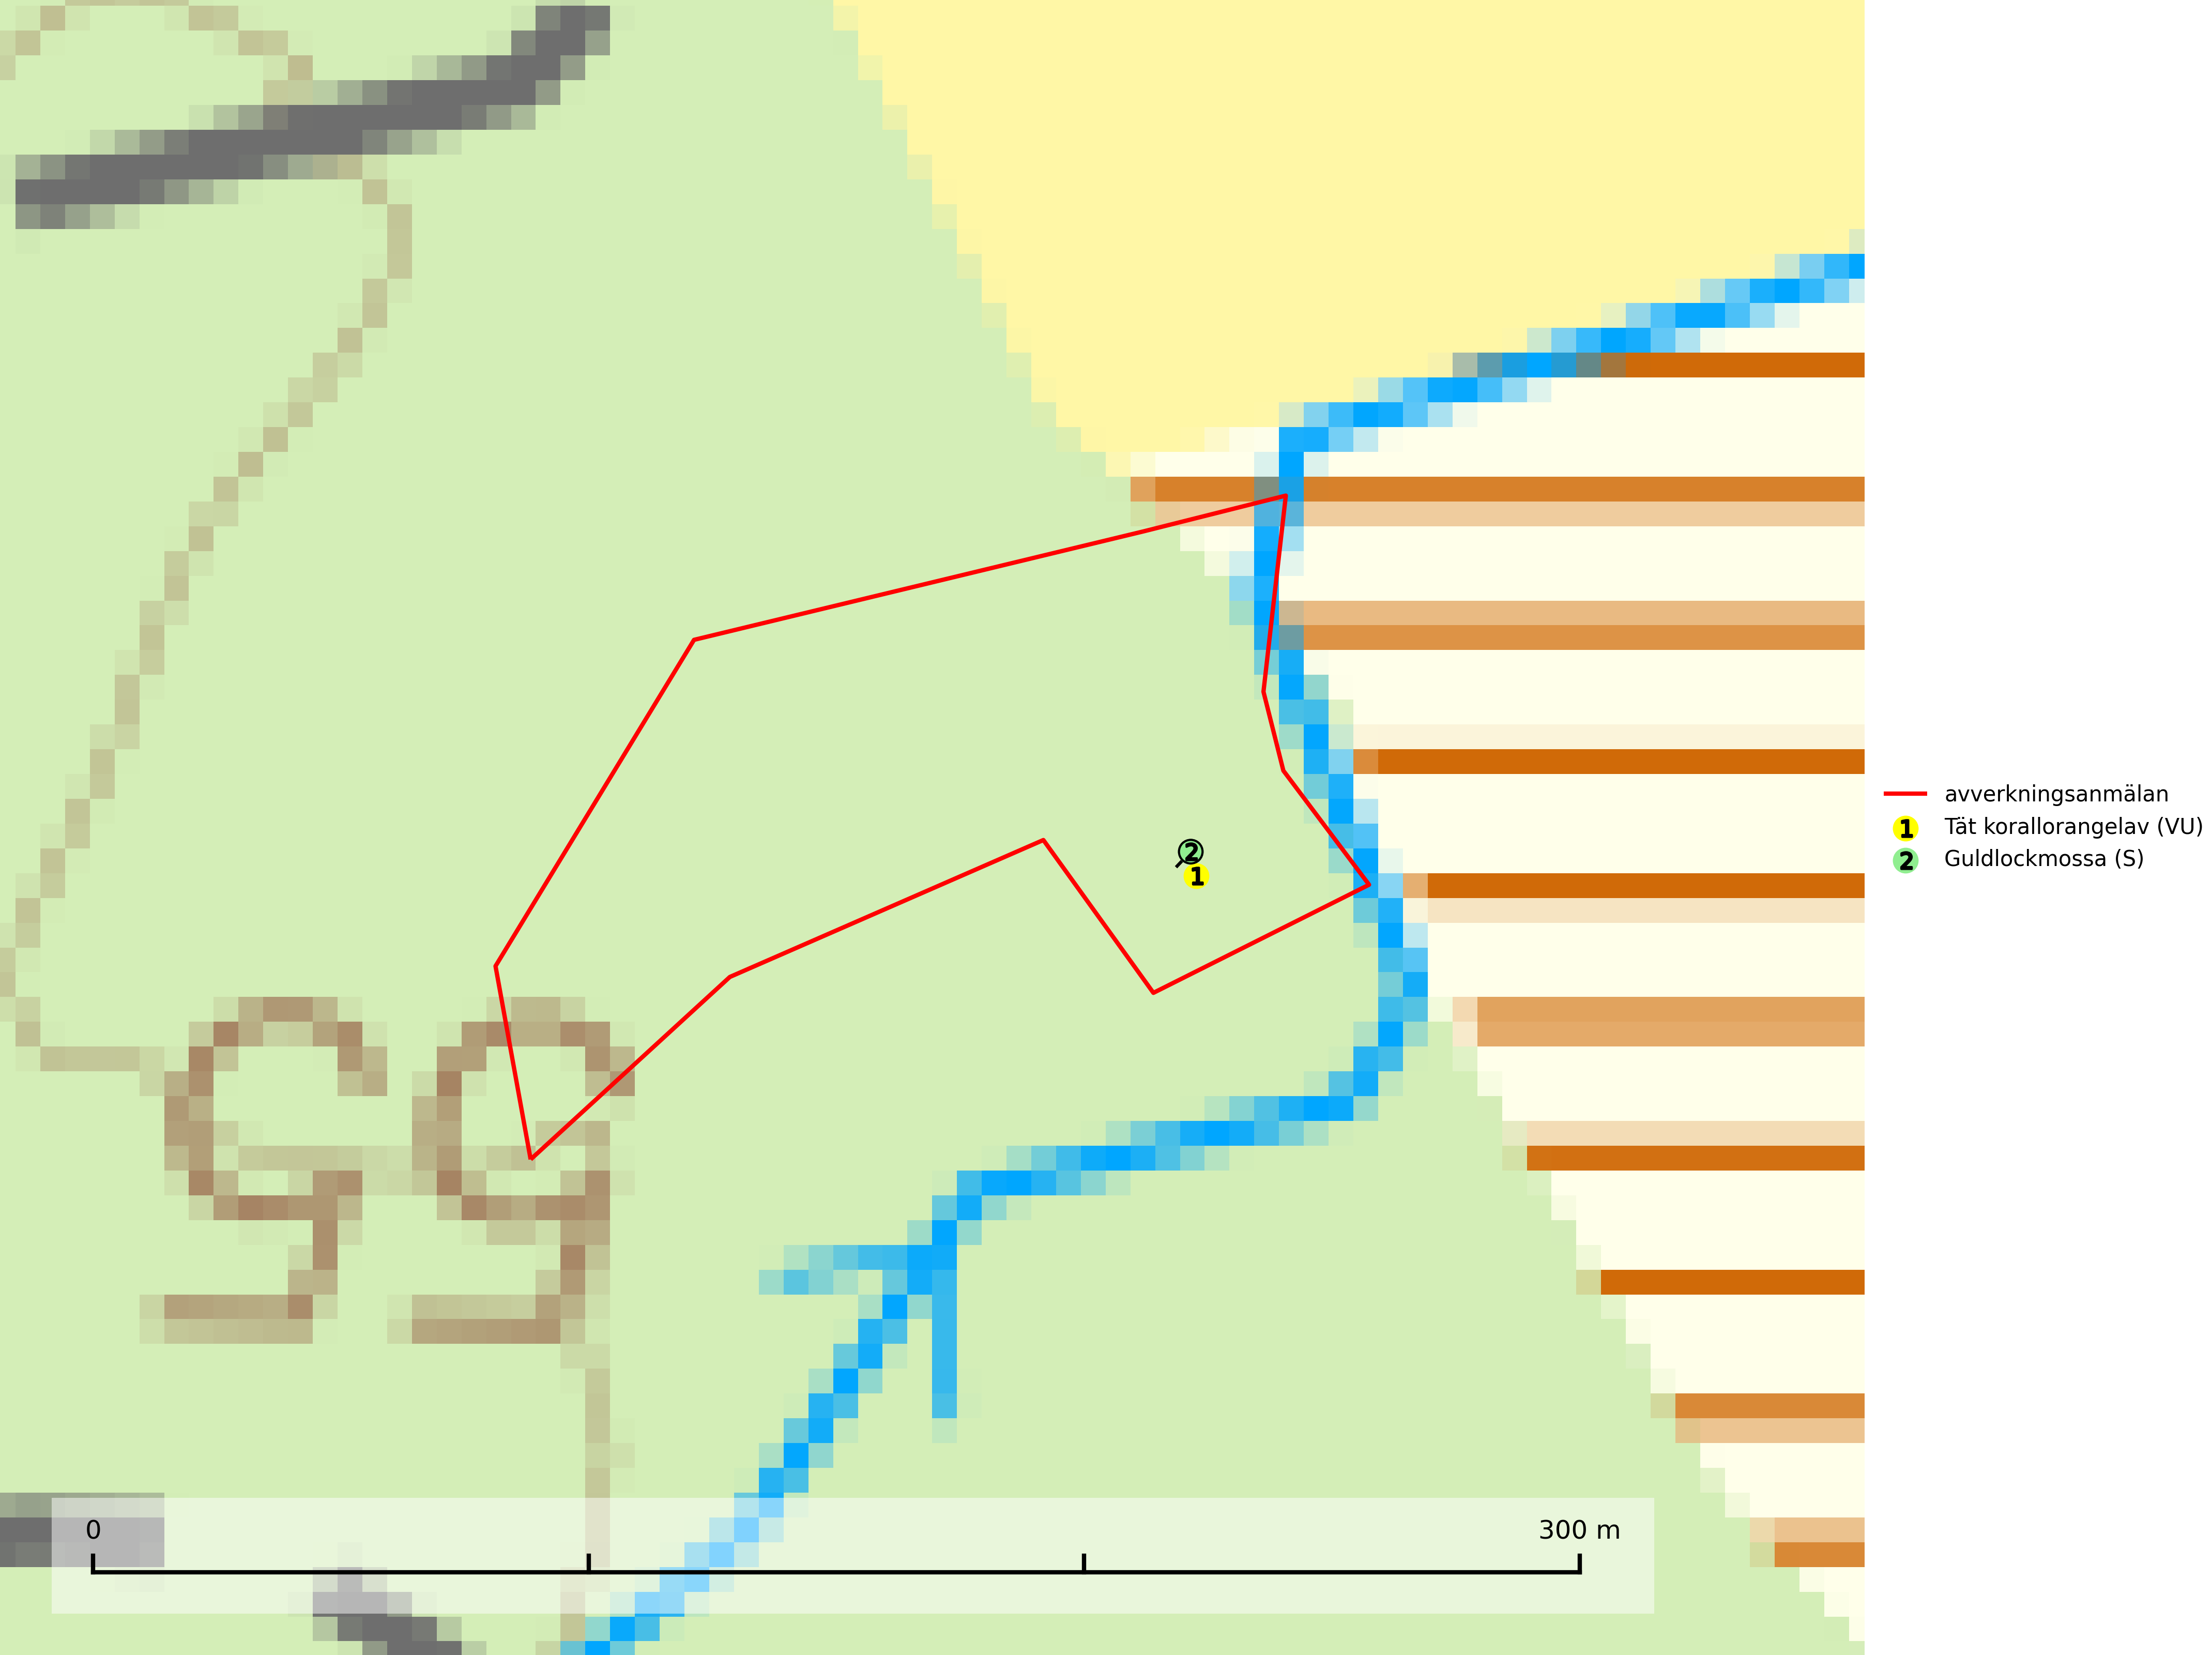 avverkningsanmälan
1 Tät korallorangelav (VU)
2 Guldlockmossa (S)
2
1
99
0 300 m